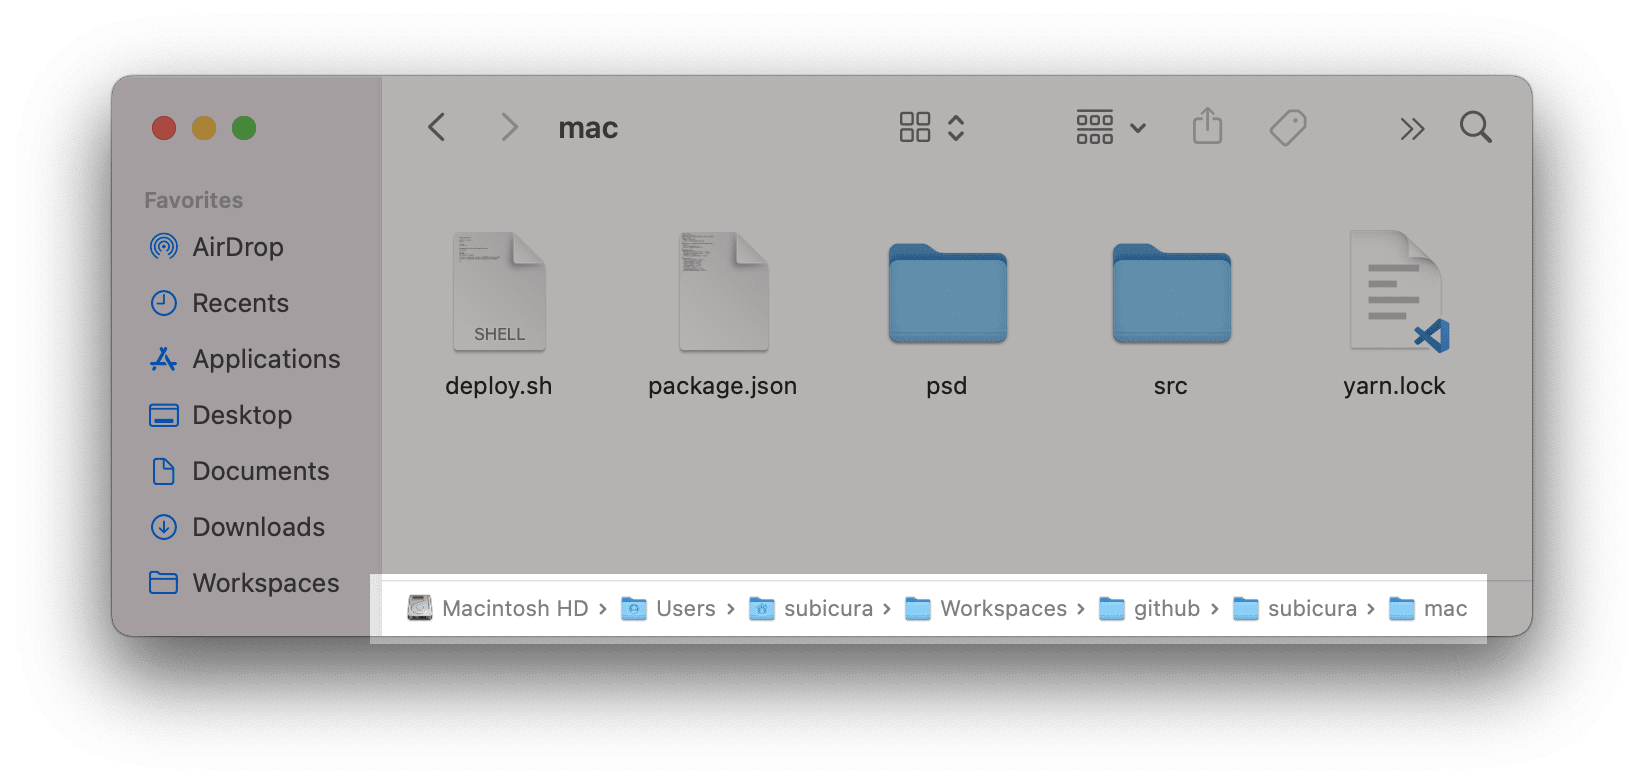 mac
Favorites
AirDrop
Recents
Applications
Desktop
Documents
Downloads
Workspaces
SHELL
deploy.sh
package.json
psd
src
yarn.lock
Macintosh HD › Users › subicura › Workspaces › github › subicura › mac